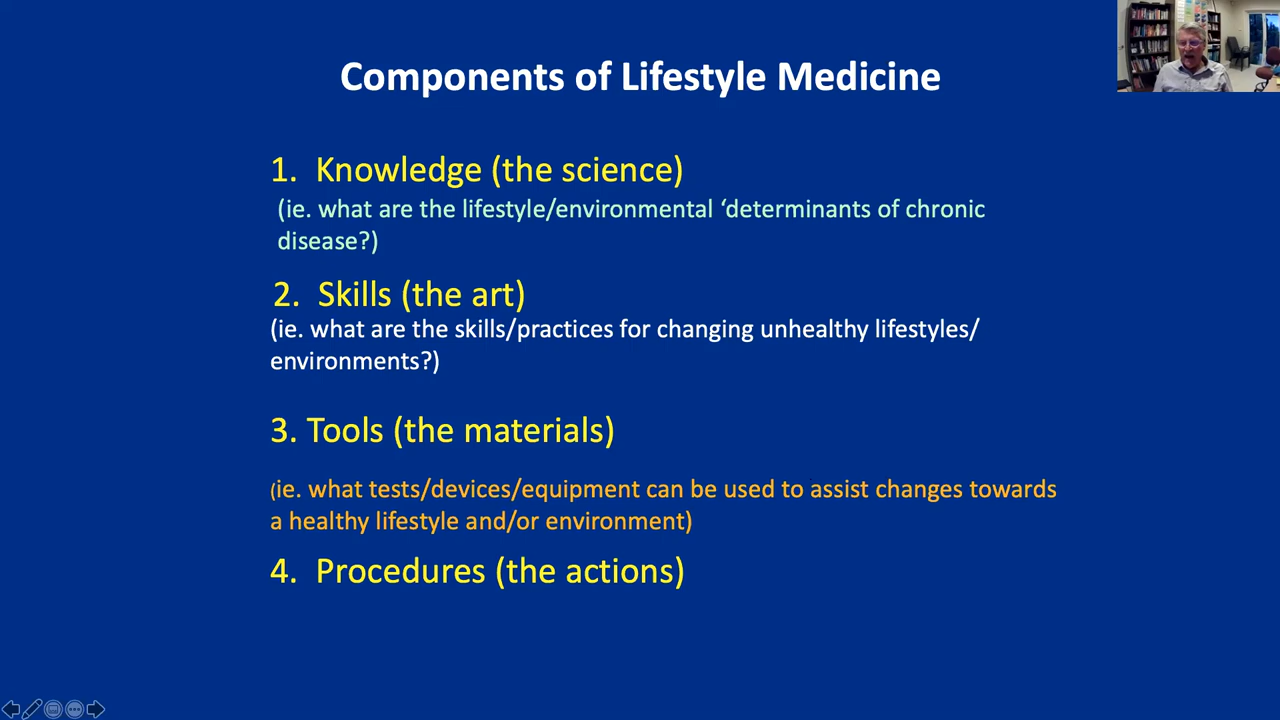 Components of Lifestyle Medicine
1. Knowledge (the science)
(ie. what are the lifestyle/environmental ‘determinants of chronic
disease?)
2. Skills (the art)
(ie. what are the skills/practices for changing unhealthy lifestyles/
environments?)
3. Tools (the materials)
(ie. what tests/devices/equipment can be used to assist changes towards
a healthy lifestyle and/or environment)
4. Procedures (the actions)